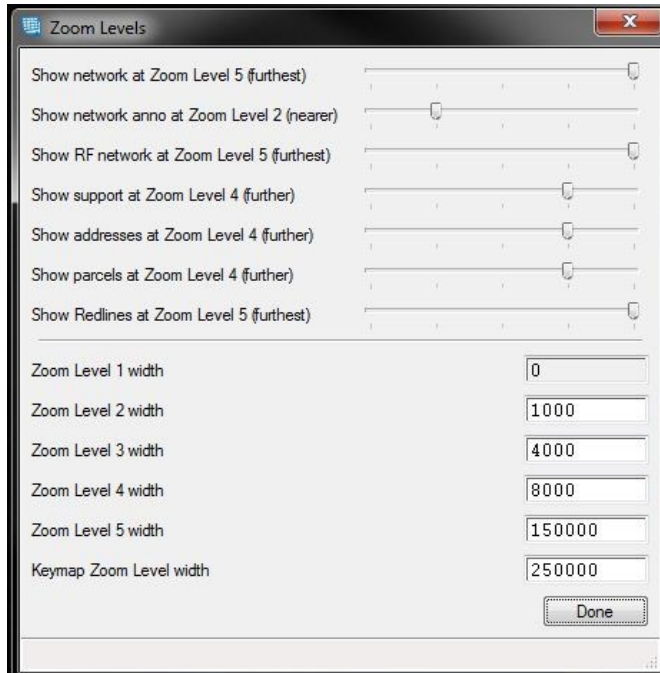 Zoom Levels
Show network at Zoom Level 5 (furthest)
Show network anno at Zoom Level 2 (nearer)
Show RF network at Zoom Level 5 (furthest)
Show support at Zoom Level 4 (further)
Show addresses at Zoom Level 4 (further)
Show parcels at Zoom Level 4 (further)
Show Redlines at Zoom Level 5 (furthest)
Zoom Level 1 width 0
Zoom Level 2 width 1000
Zoom Level 3 width 4000
Zoom Level 4 width 8000
Zoom Level 5 width 150000
Keymap Zoom Level width 250000
Done